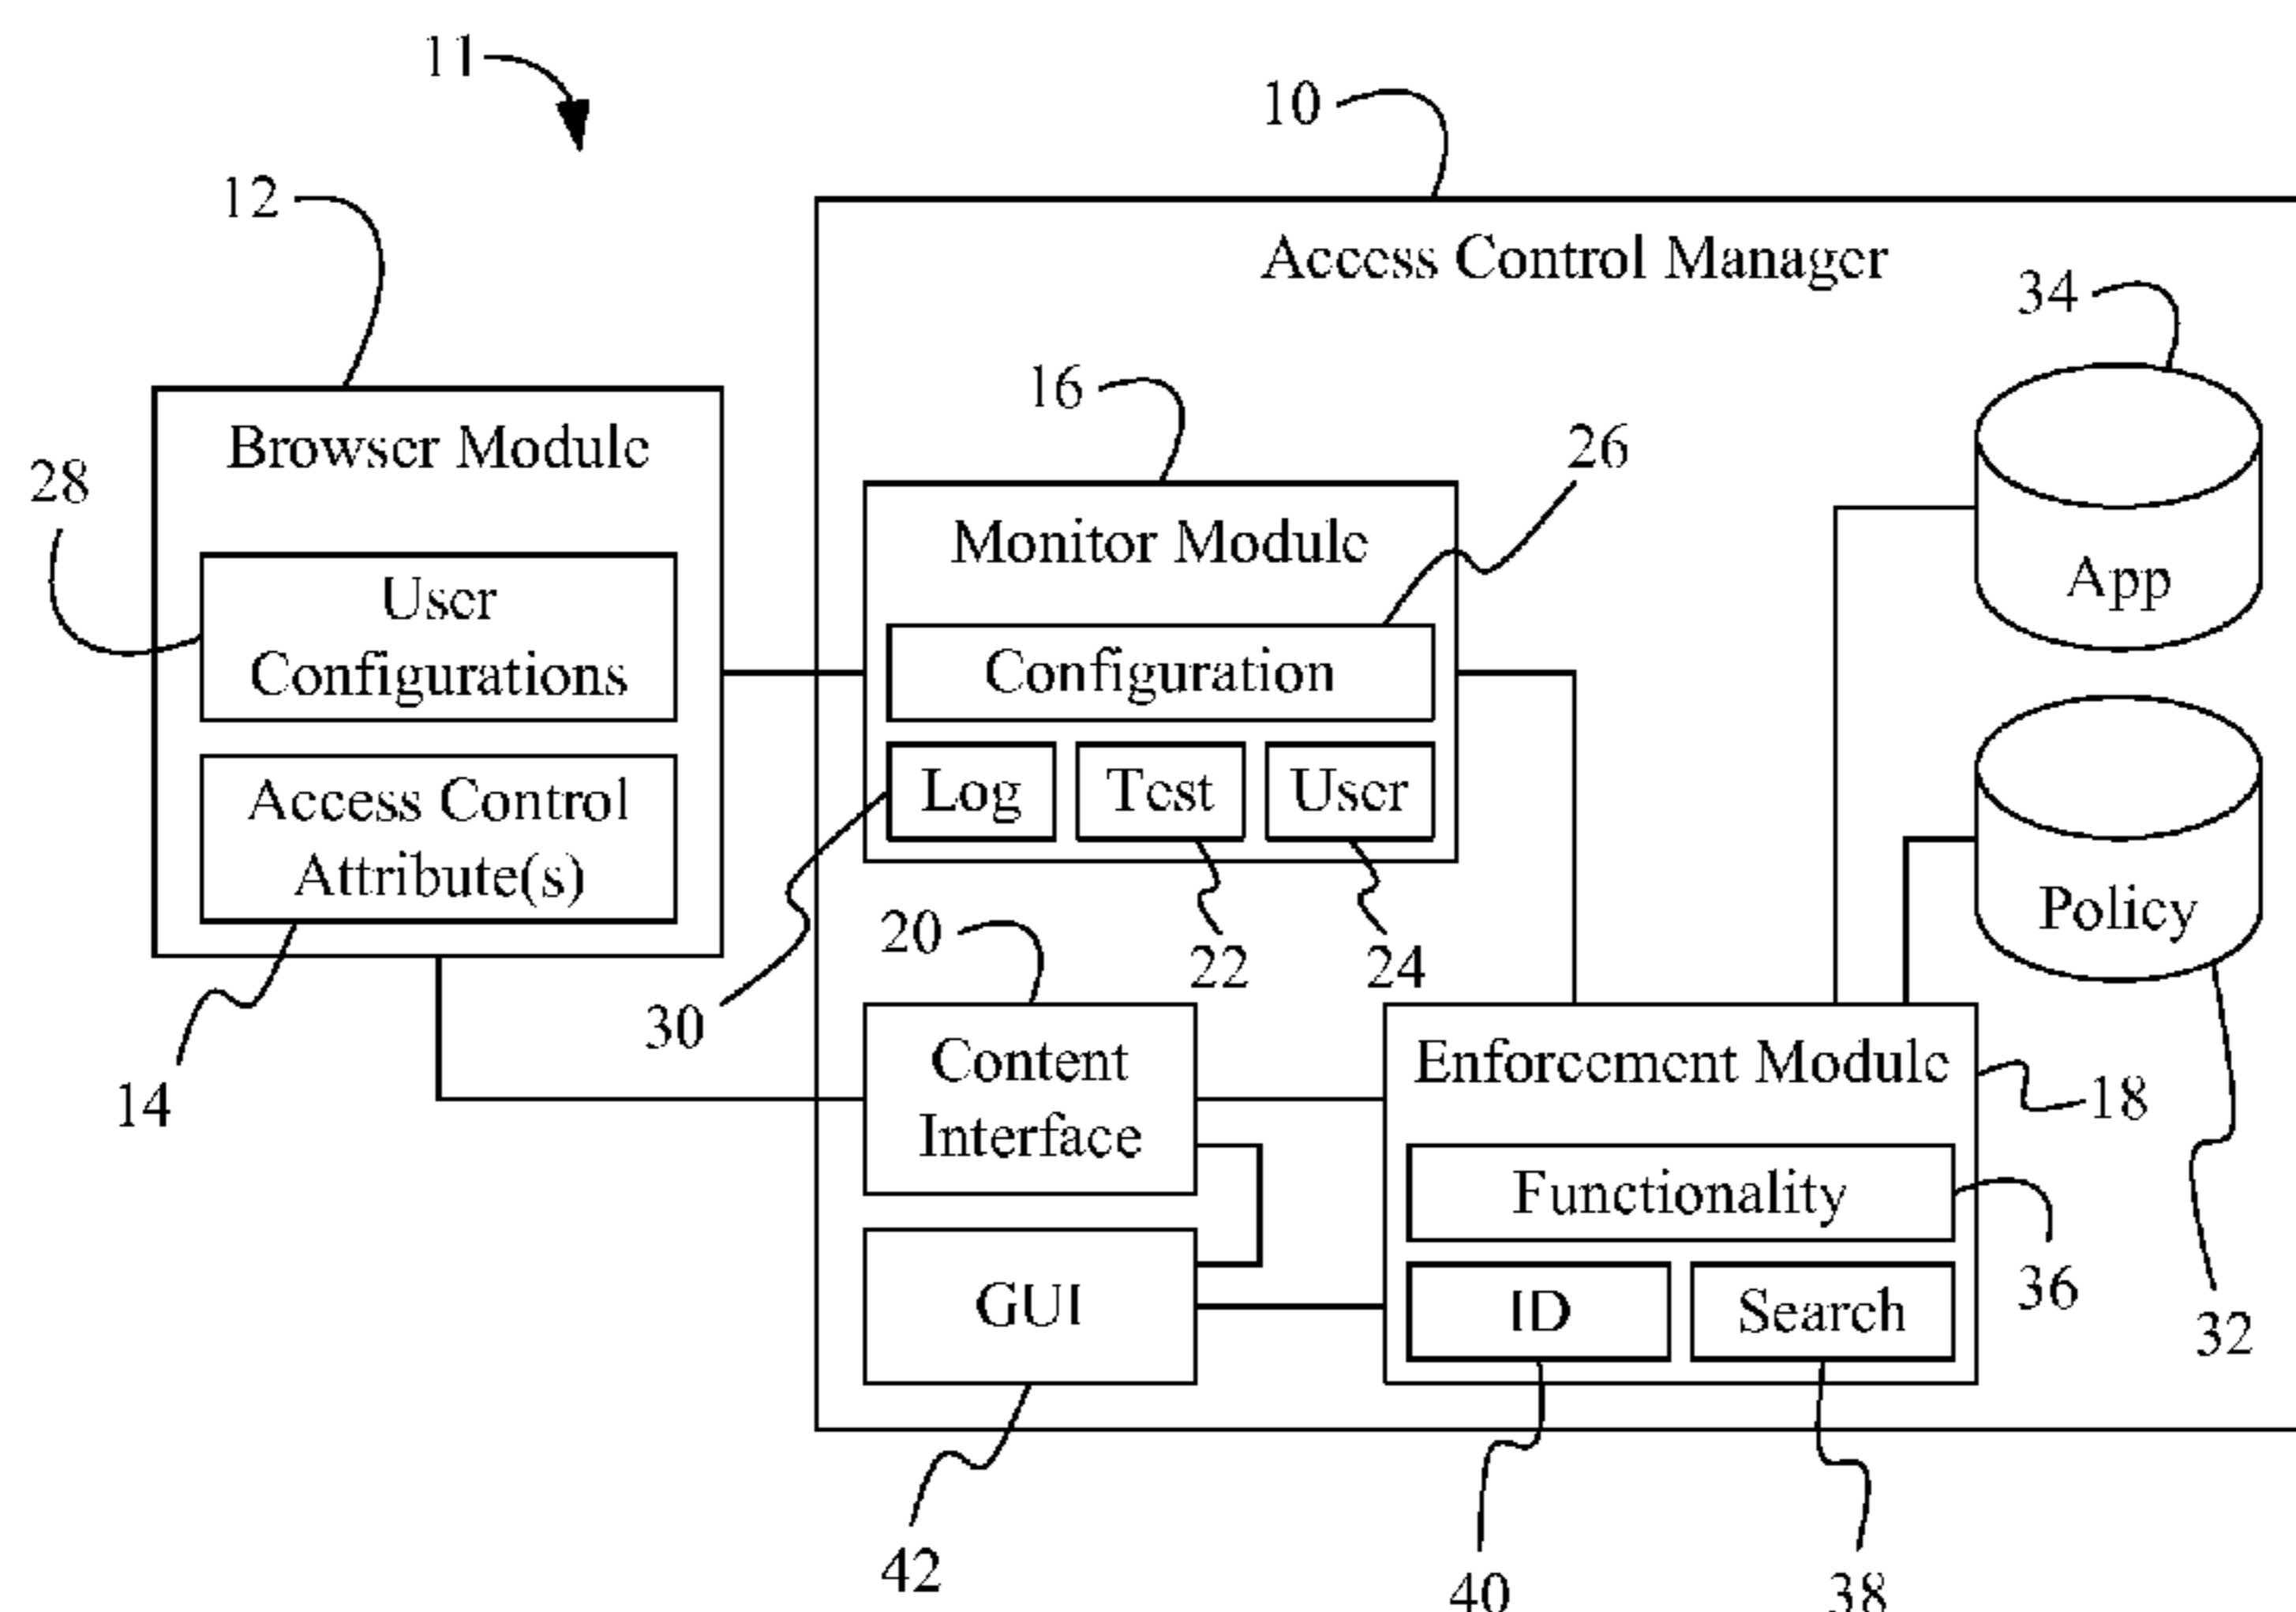 11
10
12
Access Control Manager
34
16
26
Browser Module
28
Monitor Module
App
User
Configurations
Configuration
Log
Test
User
Access Control
Attribute(s)
Policy
20
22
24
30
Content
Interface
Enforcement Module
18
14
Functionality
36
GUI
ID
Search
32
42
40
38